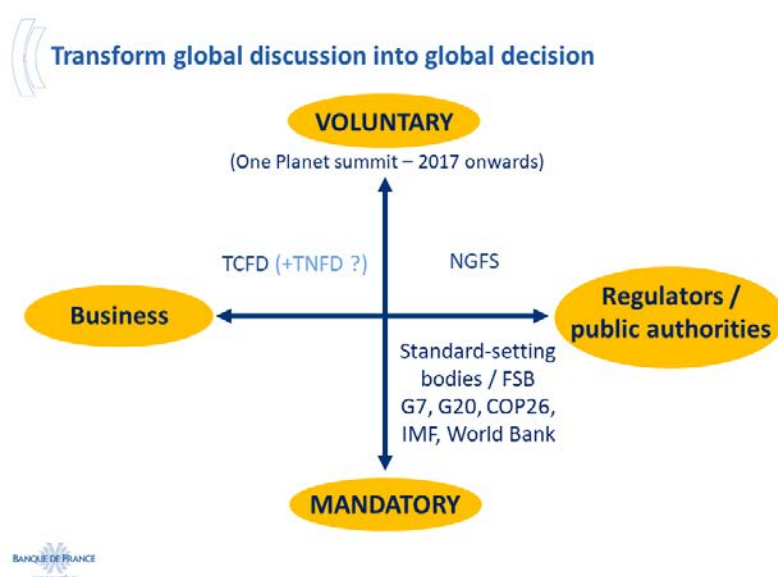 Transform global discussion into global decision
VOLUNTARY
(One Planet summit – 2017 onwards)
TCFD (+TNFD ?)
NGFS
Business
Regulators /
public authorities
Standard-setting
bodies / FSB
G7, G20, COP26,
IMF, World Bank
MANDATORY
BANQUE DE FRANCE